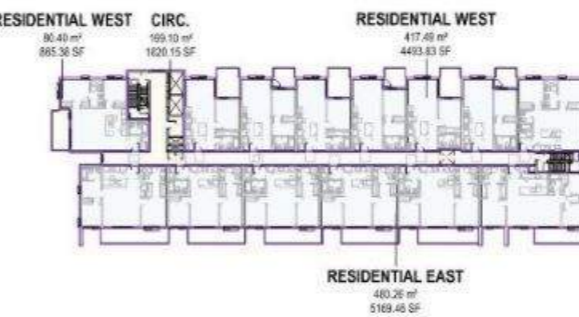 RESIDENTIAL WEST
80.40 m²
865.38 SF
CIRC.
169.10 m²
1820.15 SF
RESIDENTIAL WEST
417.49 m²
4493.83 SF
RESIDENTIAL EAST
480.26 m²
5169.46 SF